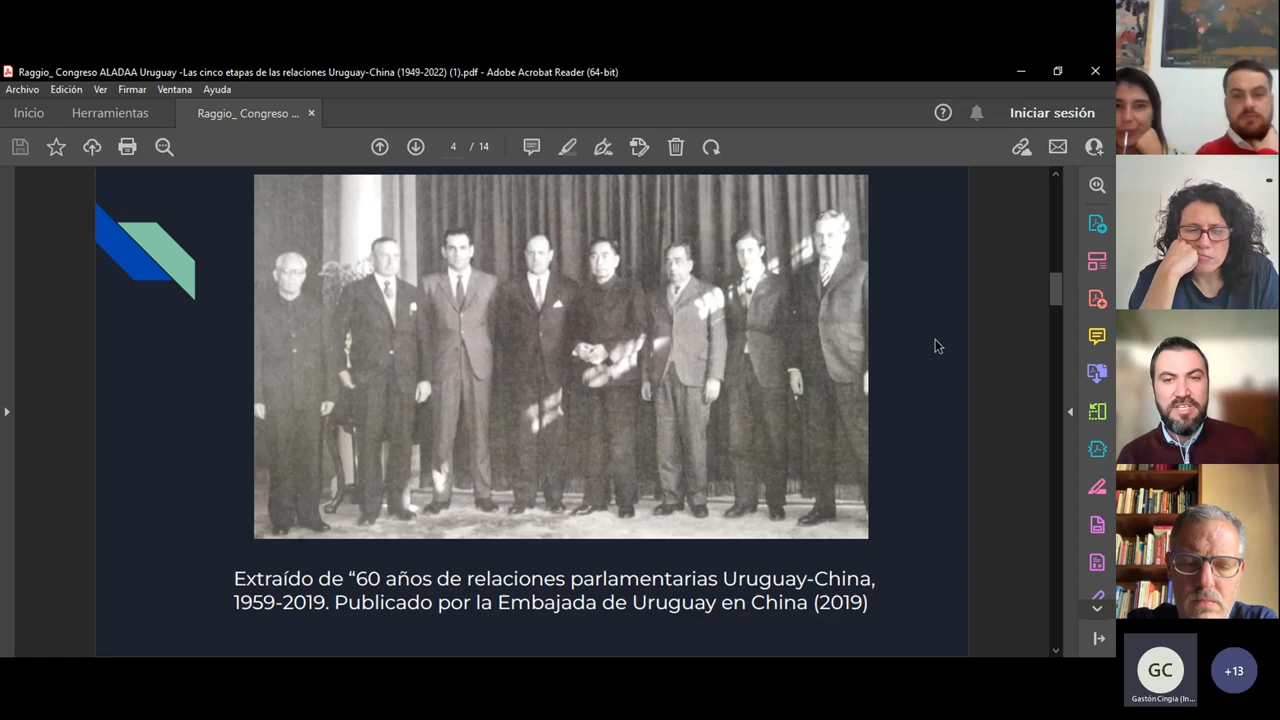 Raggio_ Congreso ALADAA Uruguay -Las cinco etapas de las relaciones Uruguay-China (1949-2022) (1).pdf - Adobe Acrobat Reader (64-bit)
Archivo Edición Ver Firmar Ventana Ayuda
Inicio Herramientas Raggio_ Congreso ... Iniciar sesión
4 / 14
Extraído de “60 años de relaciones parlamentarias Uruguay-China,
1959-2019. Publicado por la Embajada de Uruguay en China (2019)
GC
+13
Gastón Cingia (In...